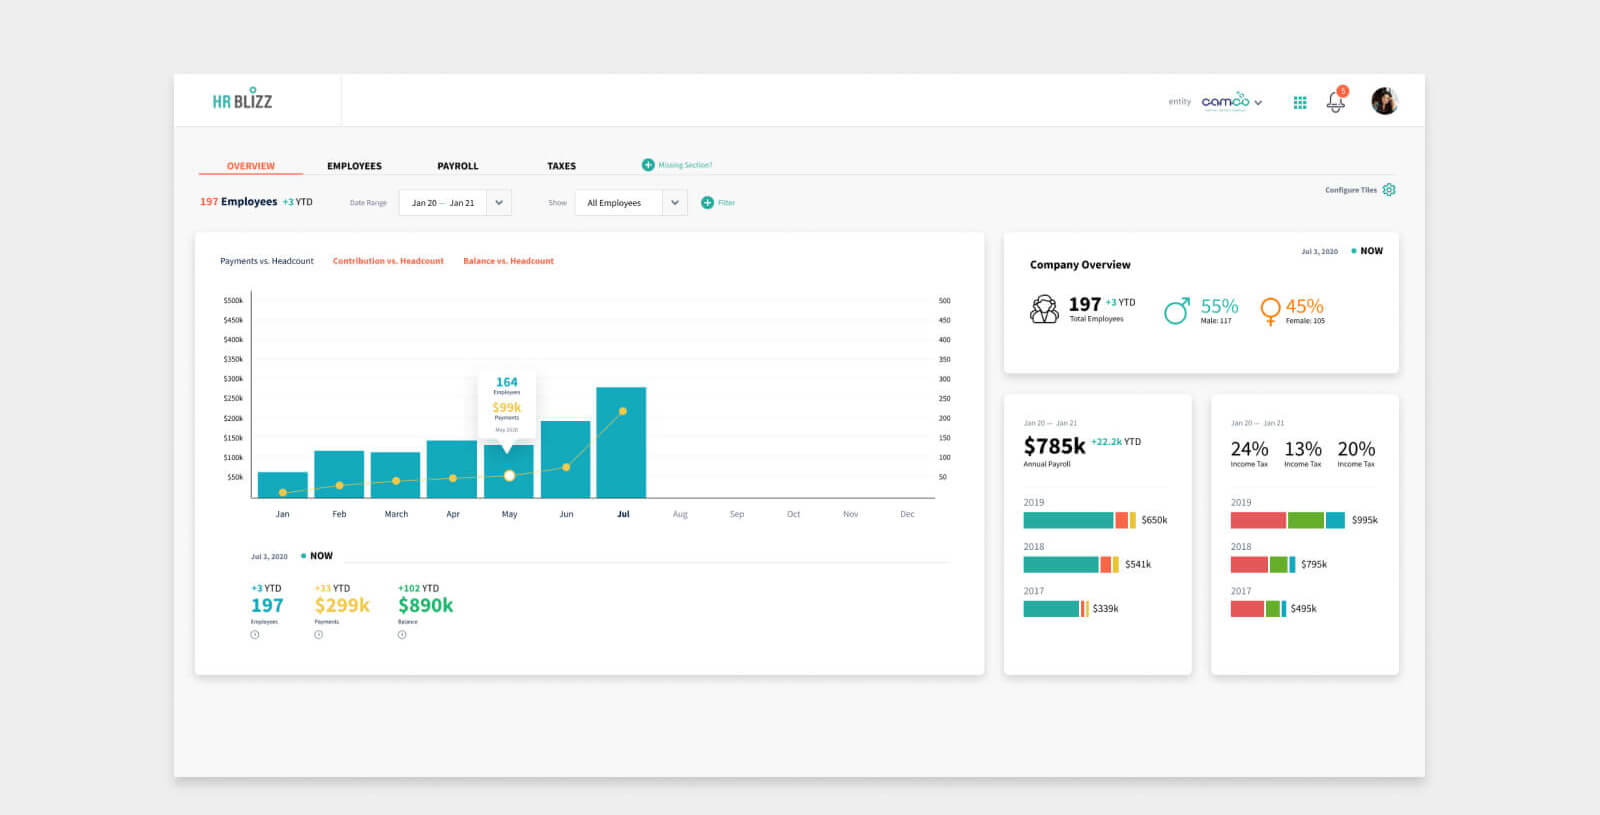 HR BLIZZ
entity
camco
5
OVERVIEW
EMPLOYEES
PAYROLL
TAXES
Missing Section?
197 Employees +3 YTD
Date Range
Jan 20 — Jan 21
Show
All Employees
Filter
Configure Tiles
Payments vs. Headcount
Contribution vs. Headcount
Balance vs. Headcount
$500k
$450k
$400k
$350k
$300k
$250k
$200k
$150k
$100k
$50k
500
450
400
350
300
250
200
150
100
50
164
Employees
$99k
Payments
May 2020
Jan
Feb
March
Apr
May
Jun
Jul
Aug
Sep
Oct
Nov
Dec
Jul 3, 2020
NOW
+3 YTD
197
Employees
+33 YTD
$299k
Payments
+102 YTD
$890k
Balance
Jul 3, 2020
NOW
Company Overview
197 +3 YTD
Total Employees
55%
Male: 117
45%
Female: 105
Jan 20 — Jan 21
$785k +22.2k YTD
Annual Payroll
2019
$650k
2018
$541k
2017
$339k
Jan 20 — Jan 21
24%
Income Tax
13%
Income Tax
20%
Income Tax
2019
$995k
2018
$795k
2017
$495k